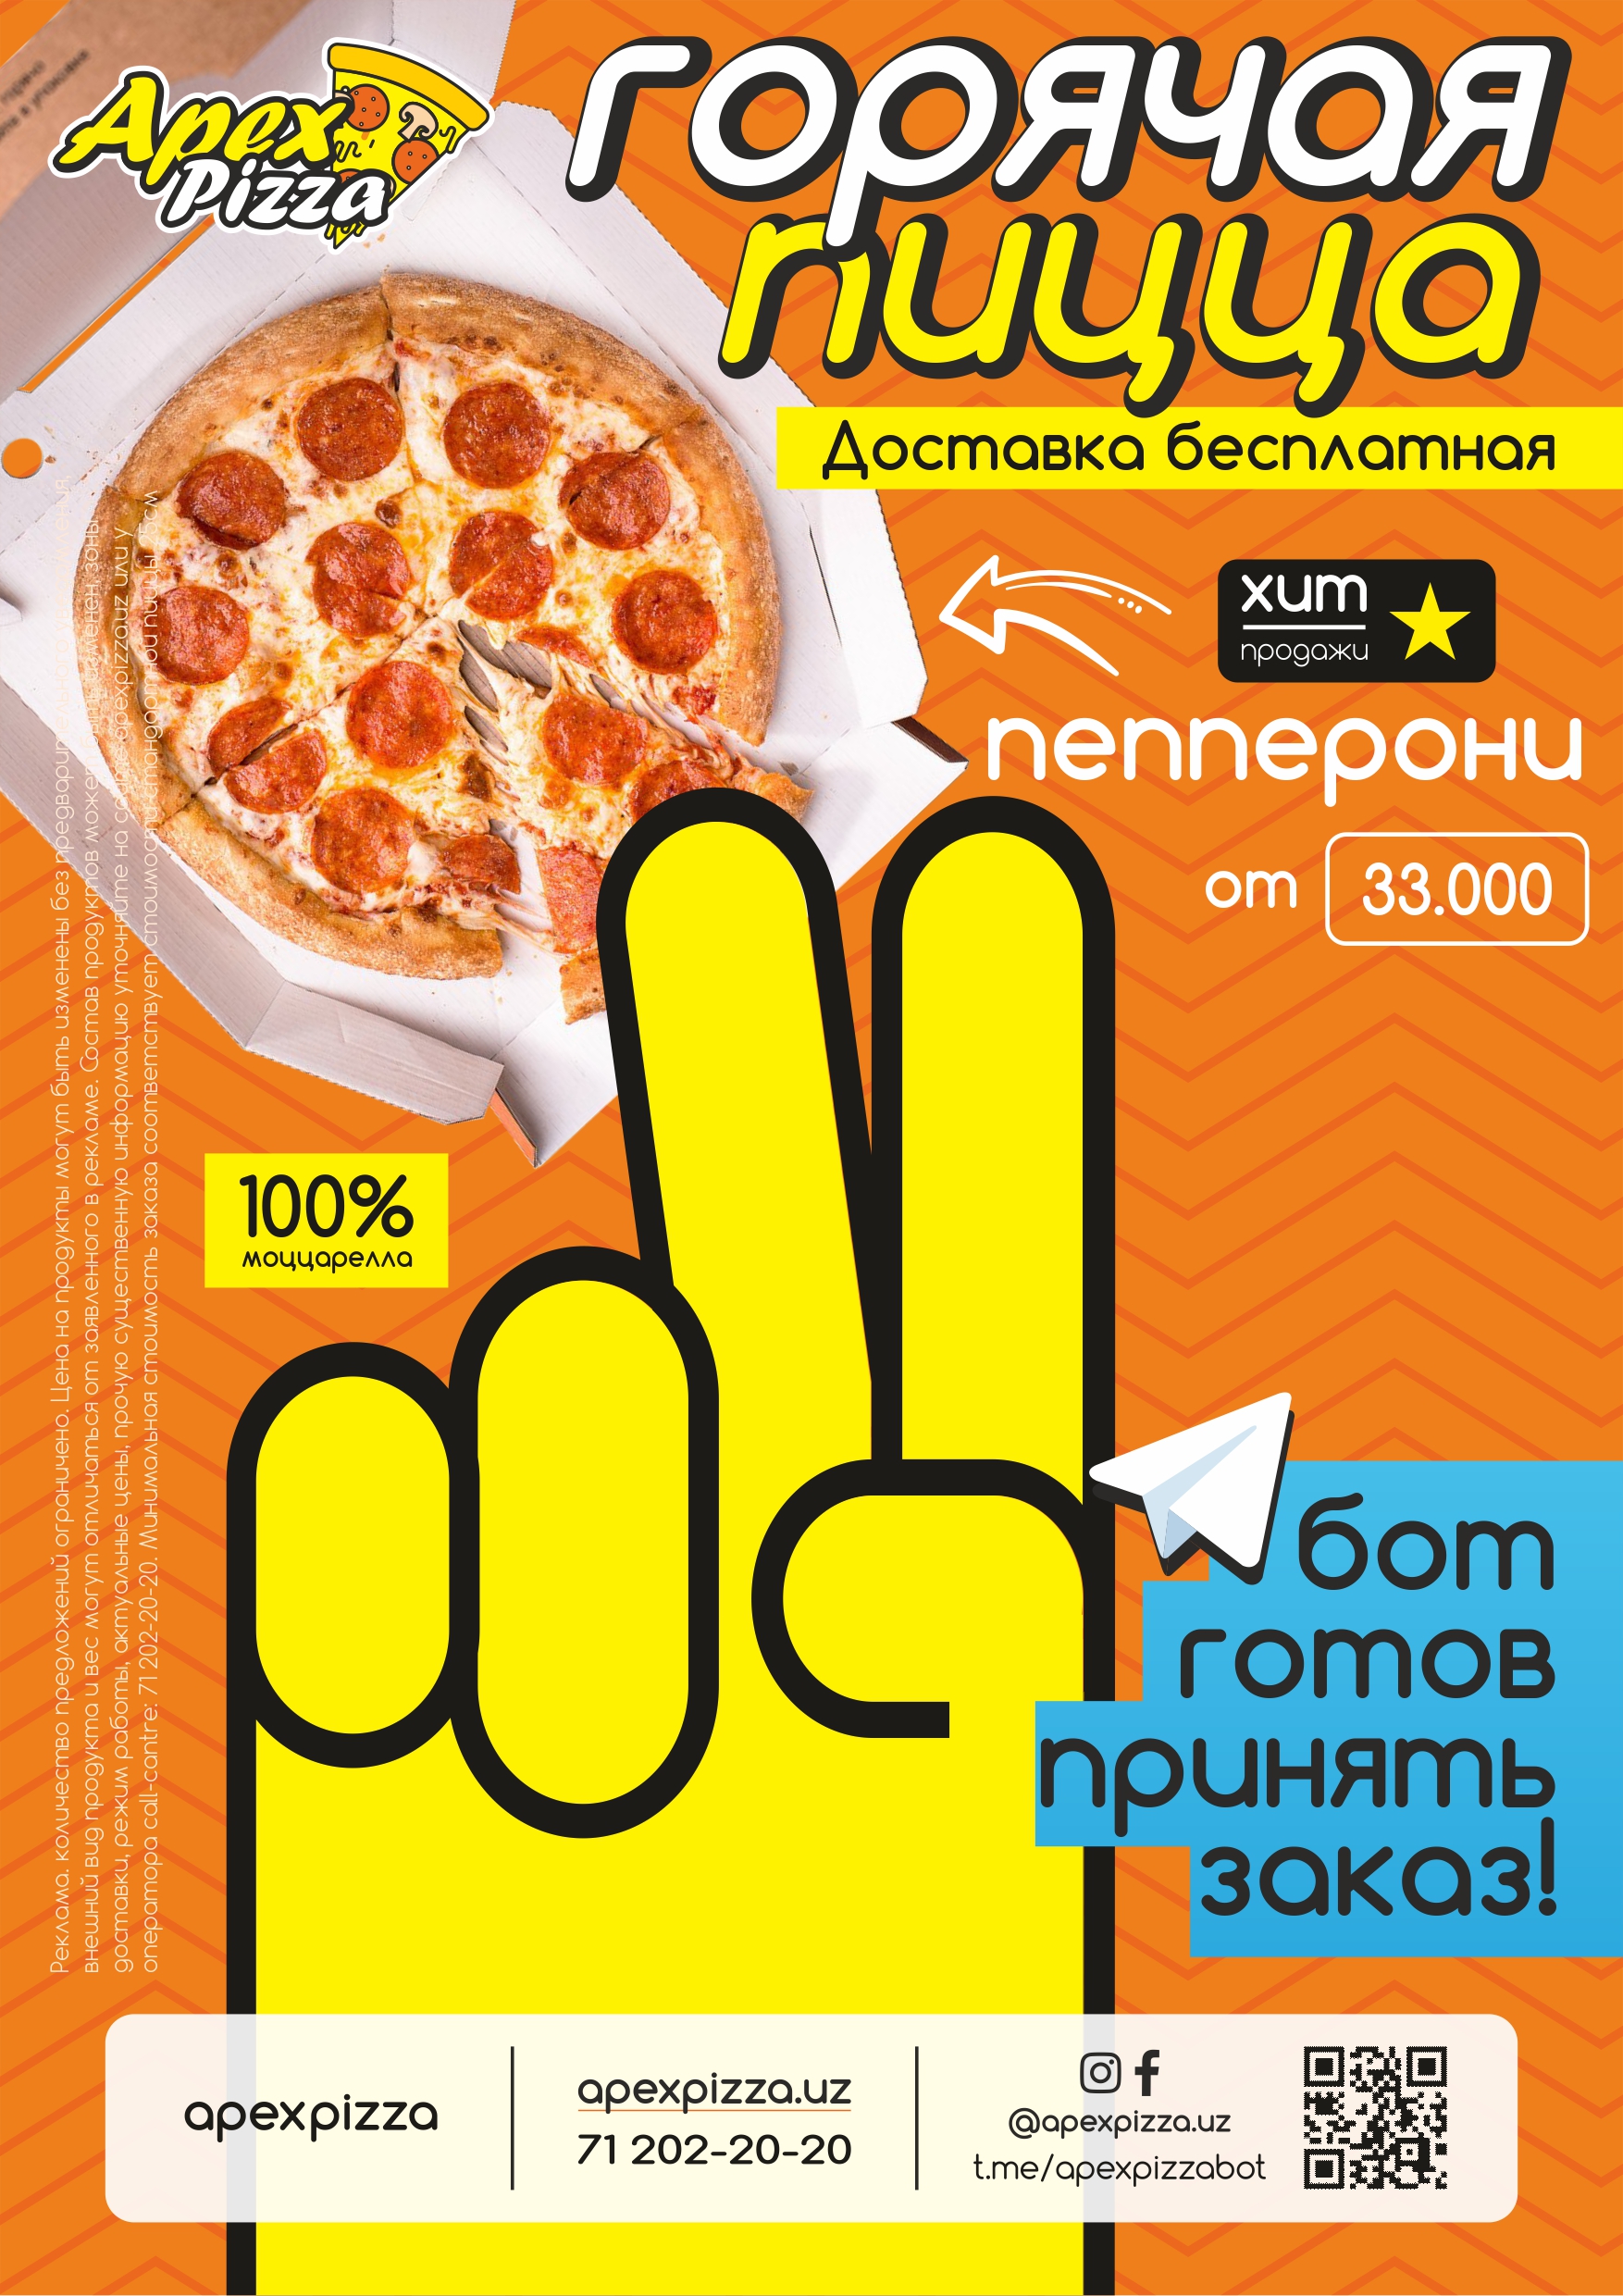 Apex
Pizza
горячая
пицца
Доставка бесплатная
хит
продажи
пепперони
от 33.000
100%
моццарелла
бот
готов
принять
заказ!
Реклама. количество предложений ограничено. Цена на продукты могут быть изменены без предварительного
внешний вид продукта и вес могут отличаться от заявленного в рекламе. Состав продуктов может быть изменен, зоны
доставки, режим работы, актуальные цены, прочую существенную информацию уточняйте на сайте apexpizza.uz или у
оператора call-cantre: 71 202-20-20. Минимальная стоимость заказа соответствует стоимости стандартной пиццы 25см
apexpizza
apexpizza.uz
71 202-20-20
@apexpizza.uz
t.me/apexpizzabot